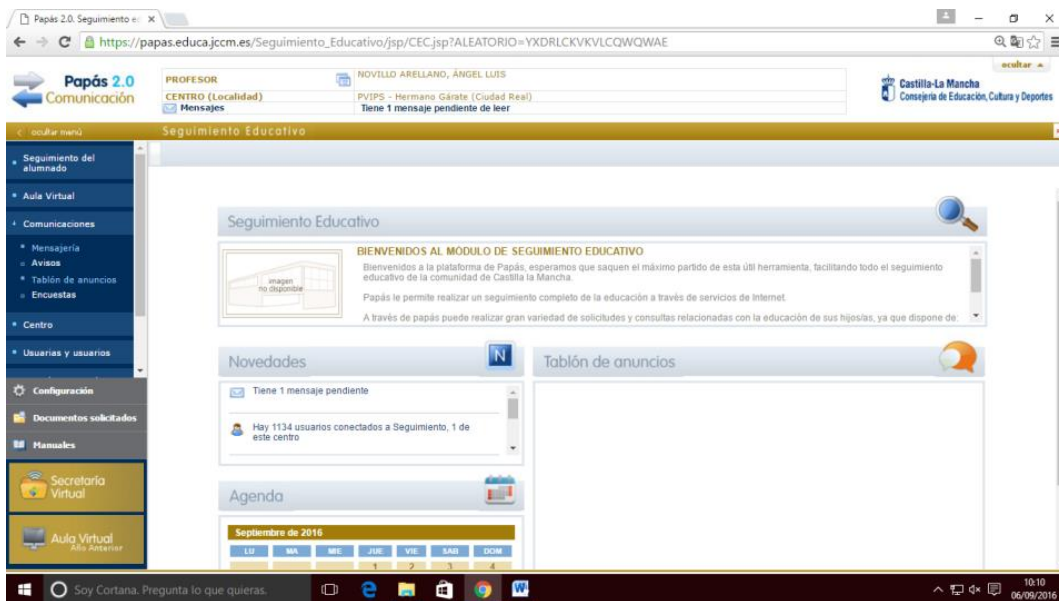 Papás 2.0. Seguimiento e
https://papas.educa.jccm.es/Seguimiento_Educativo/jsp/CEC.jsp?ALEATORIO=YXDRLCKVKVLCQWQWAE
ocultar
Papás 2.0
Comunicación
PROFESOR
NOVILLO ARELLANO, ÁNGEL LUIS
CENTRO (Localidad)
PVIPS - Hermano Gárate (Ciudad Real)
Mensajes
Tiene 1 mensaje pendiente de leer
Castilla-La Mancha
Consejería de Educación, Cultura y Deportes
ocultar menú
Seguimiento Educativo
Seguimiento del
alumnado
Aula Virtual
Comunicaciones
Mensajería
Avisos
Tablón de anuncios
Encuestas
Centro
Usuarias y usuarios
Configuración
Documentos solicitados
Manuales
Secretaría
Virtual
Aula Virtual
Año Anterior
Seguimiento Educativo
imagen
no disponible
BIENVENIDOS AL MÓDULO DE SEGUIMIENTO EDUCATIVO
Bienvenidos a la plataforma de Papás, esperamos que saquen el máximo partido de esta útil herramienta, facilitando todo el seguimiento
educativo de la comunidad de Castilla la Mancha.
Papás le permite realizar un seguimiento completo de la educación a través de servicios de Internet.
A través de papás puede realizar gran variedad de solicitudes y consultas relacionadas con la educación de sus hijos/as, ya que dispone de:
Novedades
N
Tiene 1 mensaje pendiente
Hay 1134 usuarios conectados a Seguimiento, 1 de
este centro
Tablón de anuncios
Agenda
Septiembre de 2016
LU MA MIE JUE VIE SAB DOM
1 2 3 4
Soy Cortana. Pregunta lo que quieras.
10:10
06/09/2016